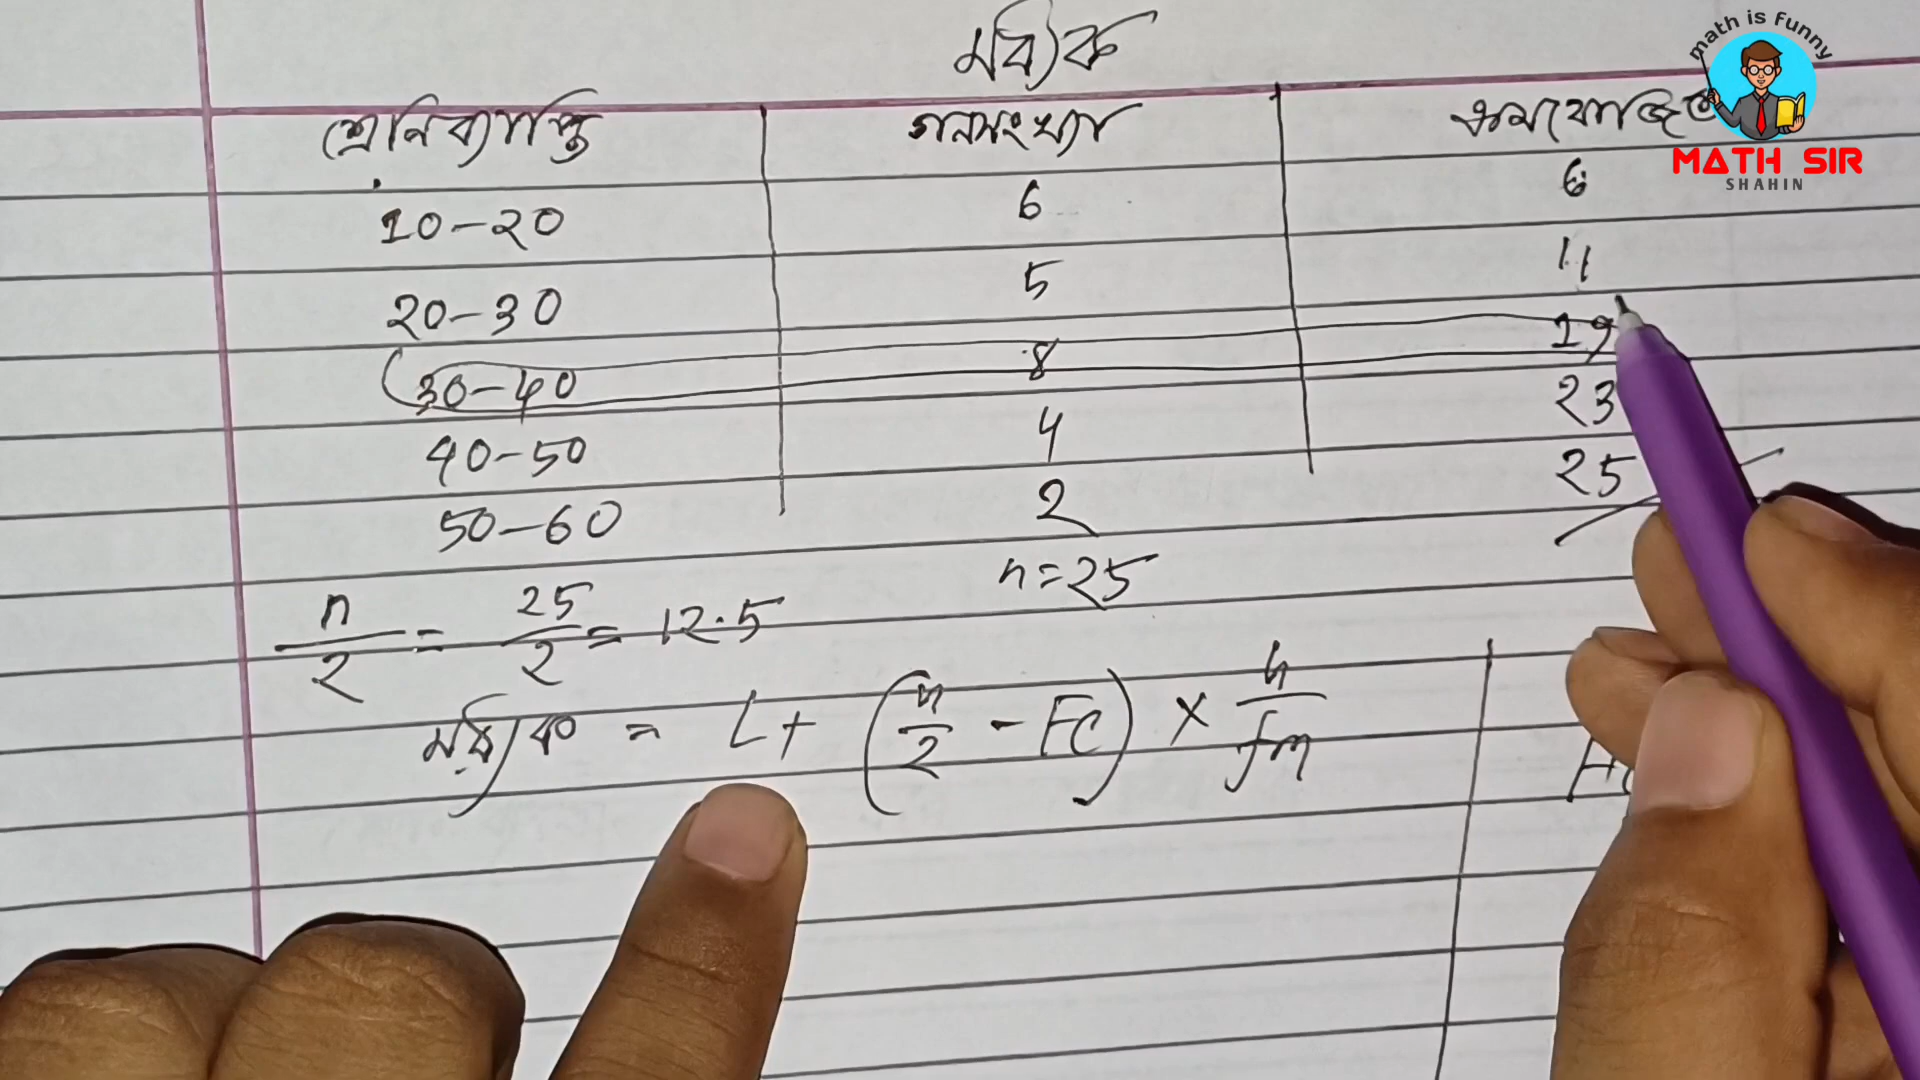 math is Funny
MATH SIR
SHAHIN
মধ্যক
শ্রেনিব্যাপ্তি গনসংখ্যা ক্রমযোজিত
10-20 6 6
20-30 5 11
30-40 8 19
40-50 4 23
50-60 2 25
n=25
n/2 = 25/2 = 12.5
মধ্যক = L + (n/2 - Fc) × h/fm